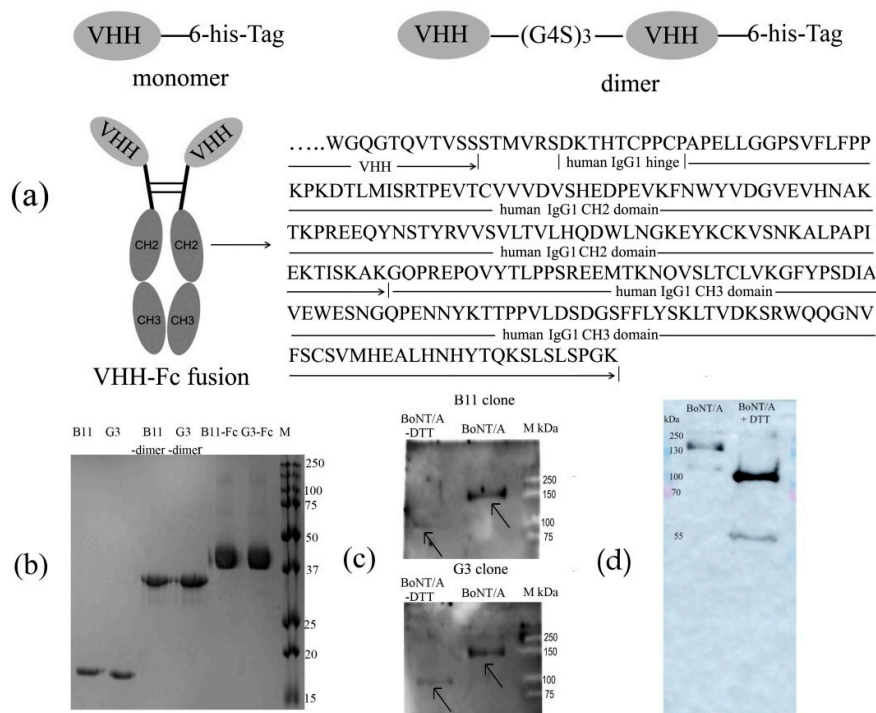 VHH 6-his-Tag
monomer
VHH (G4S)3 VHH 6-his-Tag
dimer
(a)
VHH VHH
CH2 CH2
CH3 CH3
VHH-Fc fusion
.....WGQGTQVTVSSSTMVRSDKTHTCPPCPAPELLGGPSVFLFPP
VHH human IgG1 hinge
KPKDTLMISRTPEVTCVVVDVSHEDPEVKFNWYVDGVEVHNAK
human IgG1 CH2 domain
TKPREEQYNSTYRVVSVLTVLHQDWLNGKEYKCKVSNKALPAPI
human IgG1 CH2 domain
EKTISKAKGQPREPQVYTLPPSREEMTKNQVSLTCLVKGFYPSDIA
human IgG1 CH3 domain
VEWESNGQPENNYKTTPPVLDSDGSFFLYSKLTVDKSRWQQGNV
human IgG1 CH3 domain
FSCSVMHEALHNHYTQKSLSLSPGK
(b)
B11 G3 B11 -dimer G3 -dimer B11-Fc G3-Fc M
250
100
75
50
37
25
20
15
(c)
B11 clone
BoNT/A -DTT BoNT/A M kDa
250
150
100
75
G3 clone
BoNT/A -DTT BoNT/A M kDa
250
150
100
75
(d)
kDa BoNT/A BoNT/A + DTT
250
130
100
70
55